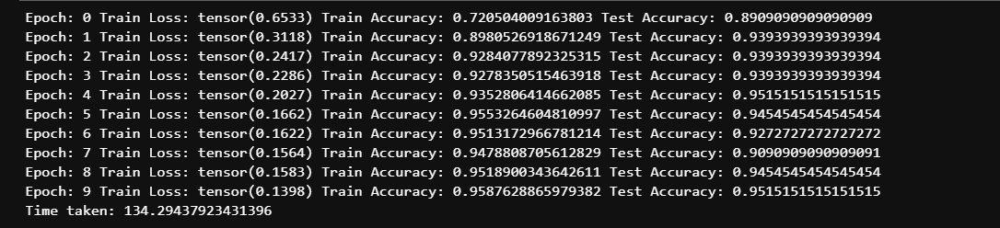 Epoch: 0 Train Loss: tensor(0.6533) Train Accuracy: 0.720504009163803 Test Accuracy: 0.8909090909090909
Epoch: 1 Train Loss: tensor(0.3118) Train Accuracy: 0.8980526918671249 Test Accuracy: 0.9393939393939394
Epoch: 2 Train Loss: tensor(0.2417) Train Accuracy: 0.9284077892325315 Test Accuracy: 0.9393939393939394
Epoch: 3 Train Loss: tensor(0.2286) Train Accuracy: 0.9278350515463918 Test Accuracy: 0.9393939393939394
Epoch: 4 Train Loss: tensor(0.2027) Train Accuracy: 0.9352806414662085 Test Accuracy: 0.9515151515151515
Epoch: 5 Train Loss: tensor(0.1662) Train Accuracy: 0.9553264604810997 Test Accuracy: 0.9454545454545454
Epoch: 6 Train Loss: tensor(0.1622) Train Accuracy: 0.9513172966781214 Test Accuracy: 0.9272727272727272
Epoch: 7 Train Loss: tensor(0.1564) Train Accuracy: 0.9478808705612829 Test Accuracy: 0.9090909090909091
Epoch: 8 Train Loss: tensor(0.1583) Train Accuracy: 0.9518900343642611 Test Accuracy: 0.9454545454545454
Epoch: 9 Train Loss: tensor(0.1398) Train Accuracy: 0.9587628865979382 Test Accuracy: 0.9515151515151515
Time taken: 134.29437923431396